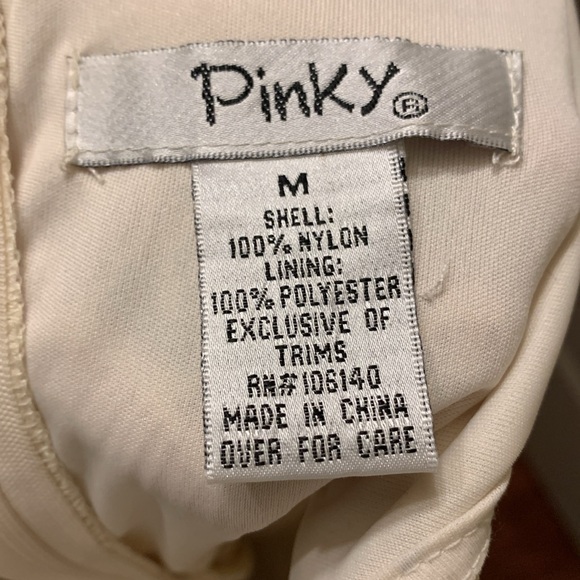 Pinky®
M
SHELL:
100% NYLON
LINING:
100% POLYESTER
EXCLUSIVE OF
TRIMS
RN#106140
MADE IN CHINA
OVER FOR CARE